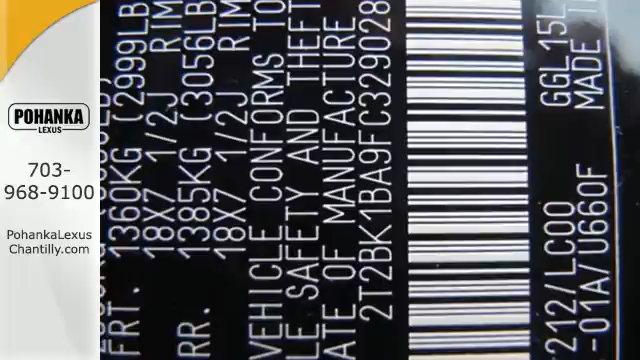 POHANKA
LEXUS
703-
968-9100
PohankaLexus
Chantilly.com
FRT. 1360KG (2999LB
18X7 1/2J RIM
RR. 1385KG (3056LB
18X7 1/2J RIM
VEHICLE CONFORMS TO
LE SAFETY AND THEFT
ATE OF MANUFACTURE
2T2BK1BA9FC329028
GGL15L
212/LC00 MADE
-01A/U660F